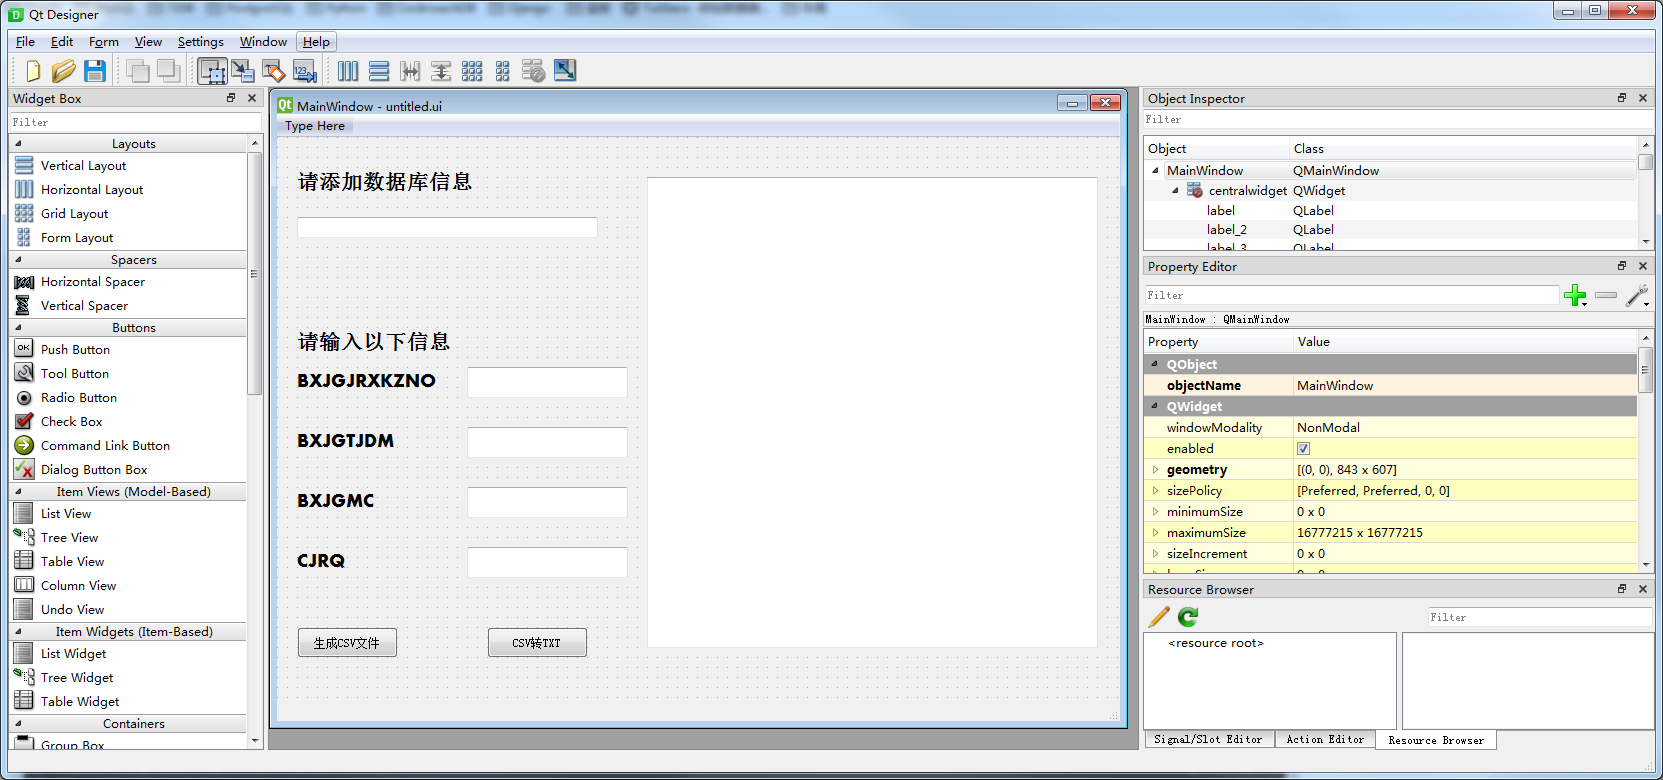 Qt Designer
File Edit Form View Settings Window Help
Widget Box
Filter
Layouts
Vertical Layout
Horizontal Layout
Grid Layout
Form Layout
Spacers
Horizontal Spacer
Vertical Spacer
Buttons
Push Button
Tool Button
Radio Button
Check Box
Command Link Button
Dialog Button Box
Item Views (Model-Based)
List View
Tree View
Table View
Column View
Undo View
Item Widgets (Item-Based)
List Widget
Tree Widget
Table Widget
Containers
Group Box
MainWindow - untitled.ui
Type Here
请添加数据库信息
请输入以下信息
BXJGJRXKZNO
BXJGTJDM
BXJGMC
CJRQ
生成CSV文件
CSV转TXT
Object Inspector
Filter
Object Class
MainWindow QMainWindow
centralwidget QWidget
label QLabel
label_2 QLabel
label_3 QLabel
Property Editor
Filter
MainWindow : QMainWindow
Property Value
QObject
objectName MainWindow
QWidget
windowModality NonModal
enabled
geometry [(0, 0), 843 x 607]
sizePolicy [Preferred, Preferred, 0, 0]
minimumSize 0 x 0
maximumSize 16777215 x 16777215
sizeIncrement 0 x 0
Resource Browser
Filter
<resource root>
Signal/Slot Editor Action Editor Resource Browser